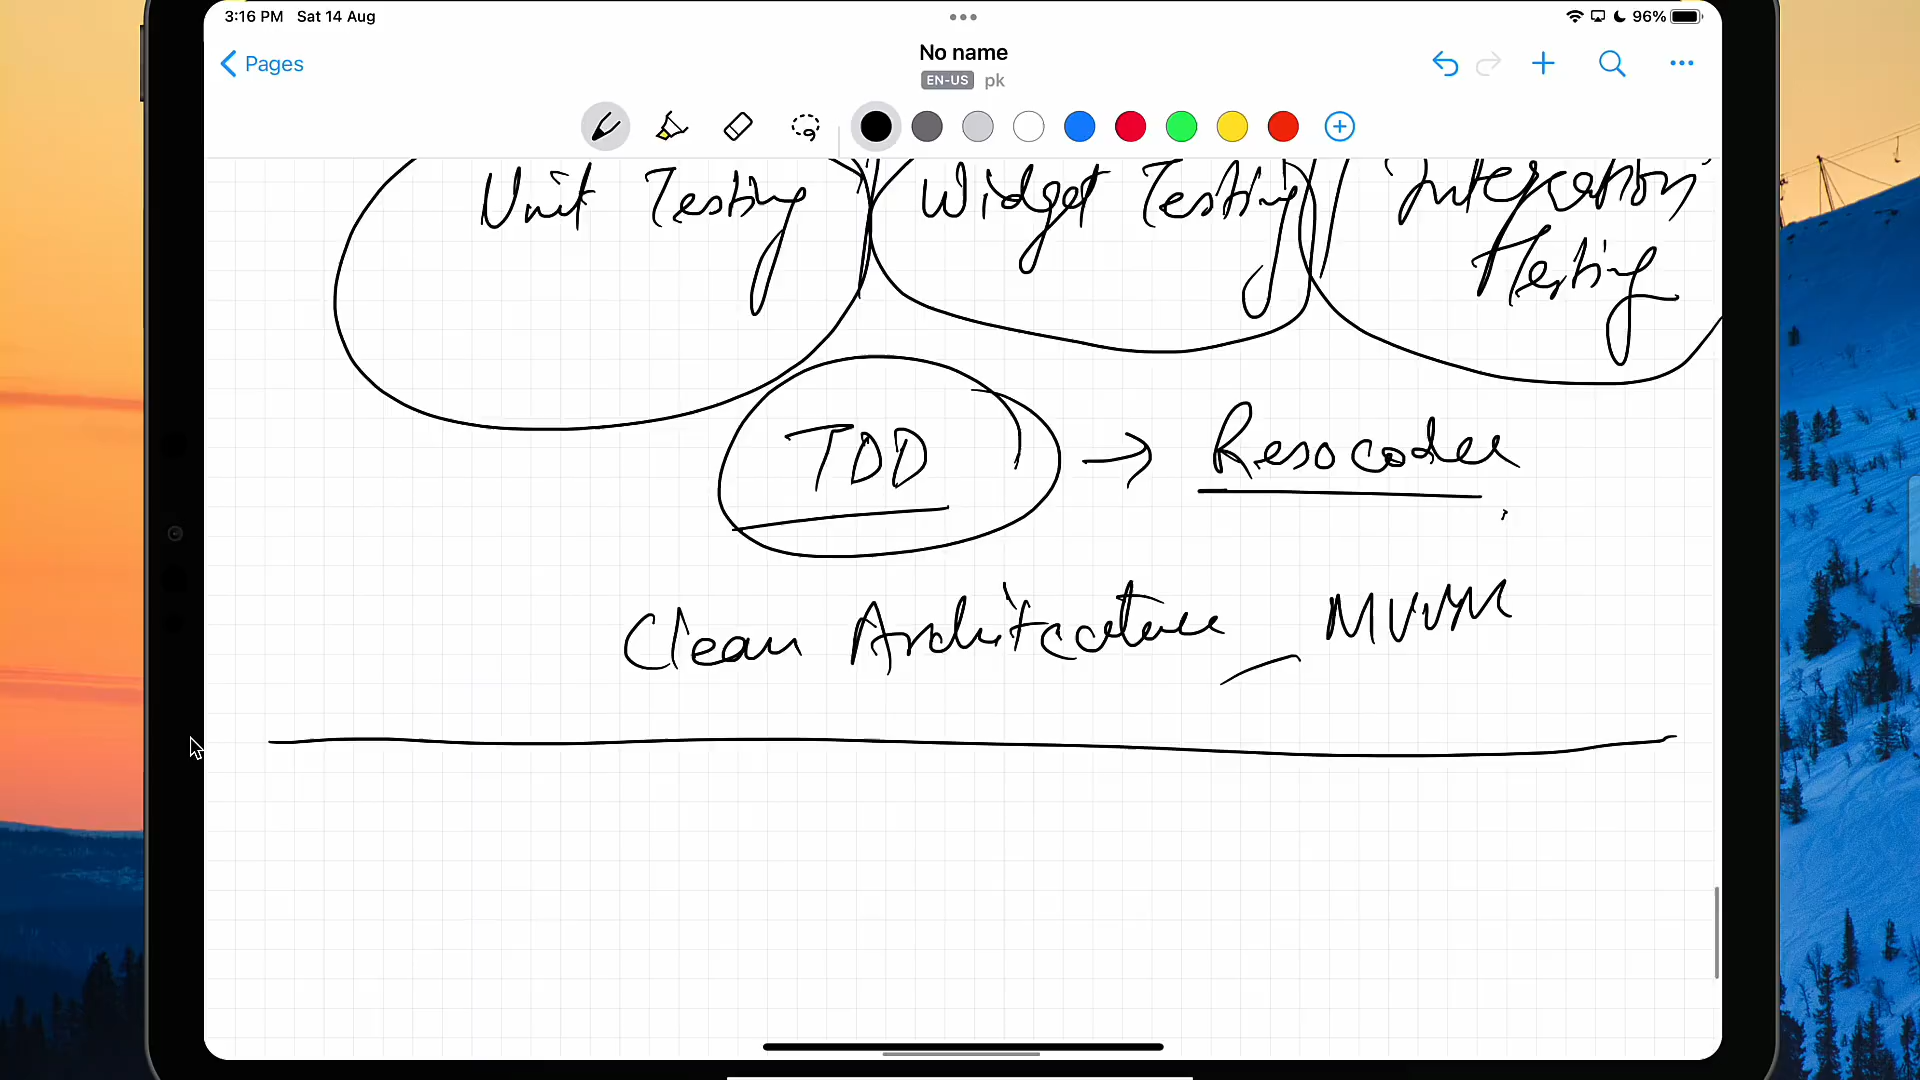 3:16 PM Sat 14 Aug
96%
Pages
No name
EN-US pk
Unit Testing
Widget Testing
Integration
Testing
TDD → Resocoder
Clean Architecture MVVM